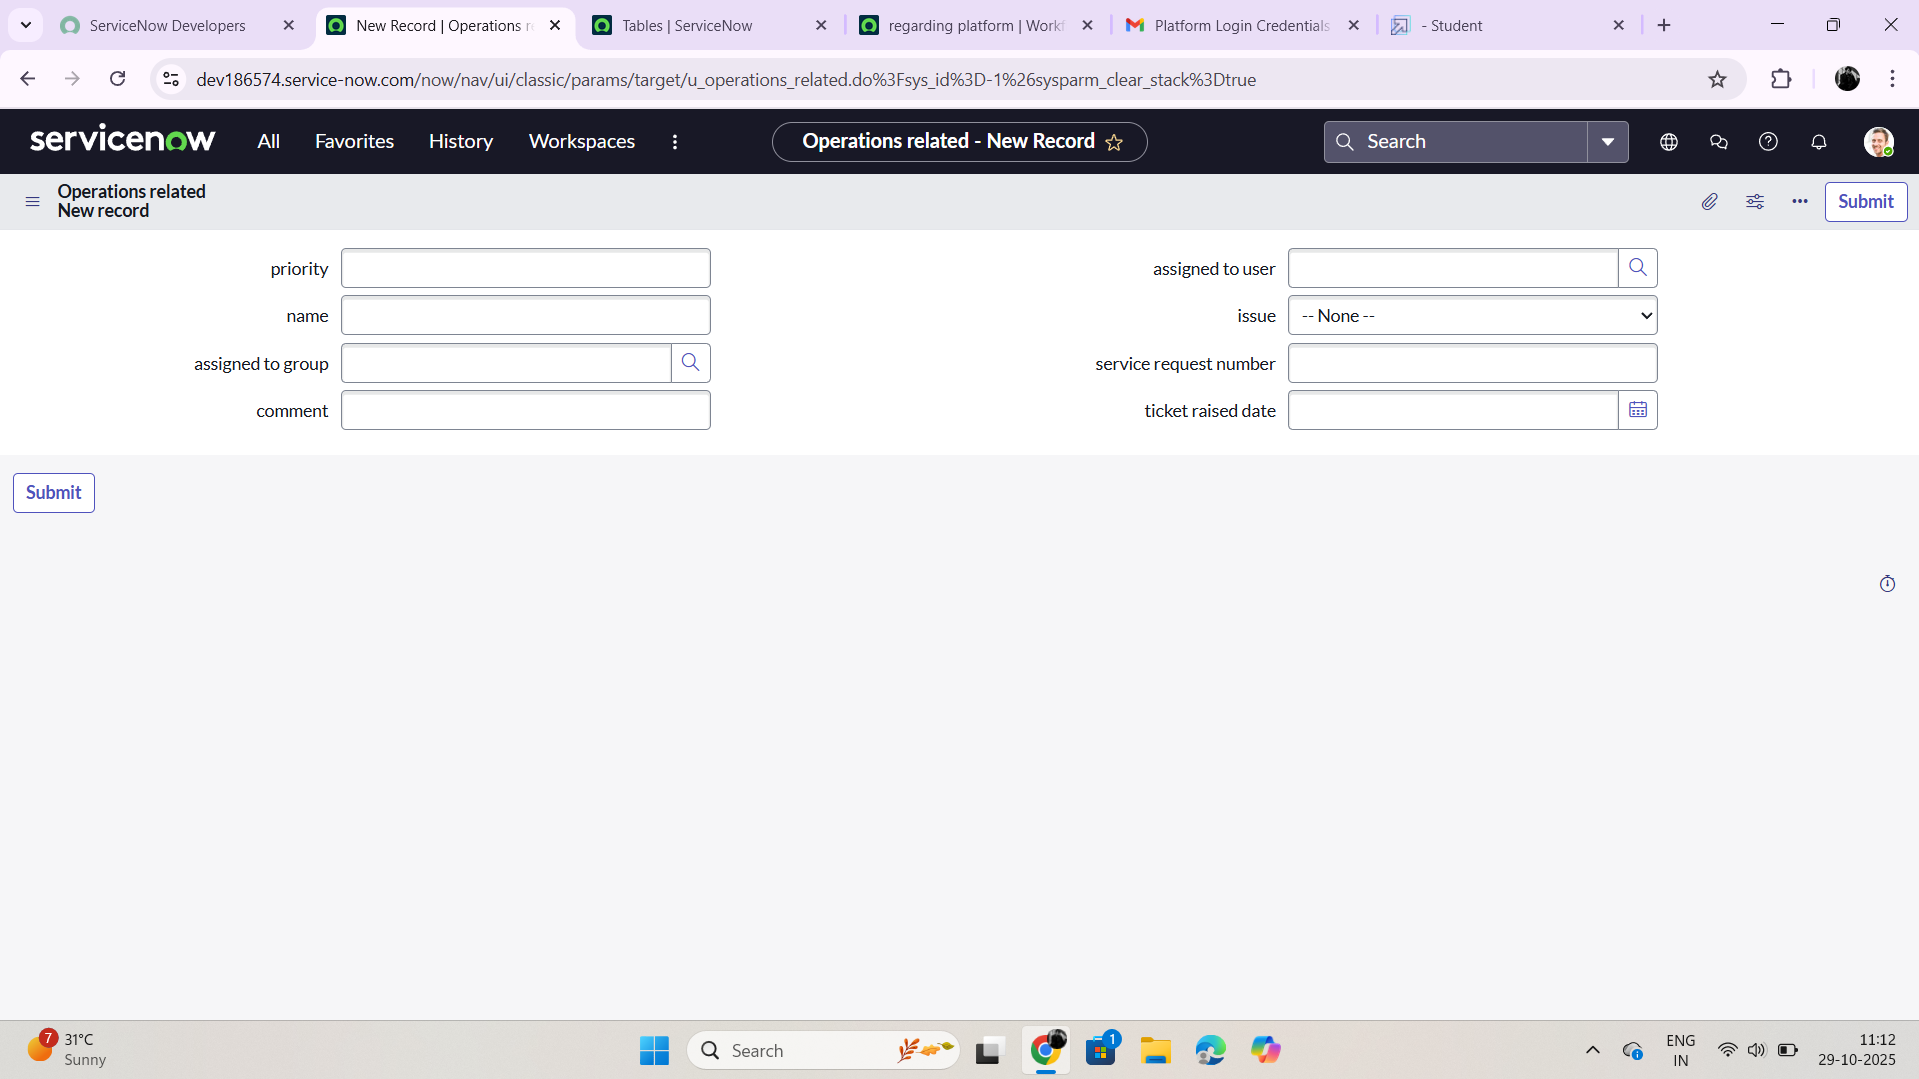 ServiceNow Developers
New Record | Operations re
Tables | ServiceNow
regarding platform | Workf
Platform Login Credentials
- Student
dev186574.service-now.com/now/nav/ui/classic/params/target/u_operations_related.do%3Fsys_id%3D-1%26sysparm_clear_stack%3Dtrue
servicenow
All
Favorites
History
Workspaces
Operations related - New Record
Search
Operations related
New record
Submit
priority
assigned to user
name
issue
-- None --
assigned to group
service request number
comment
ticket raised date
Submit
7
31°C
Sunny
Search
1
ENG
IN
11:12
29-10-2025